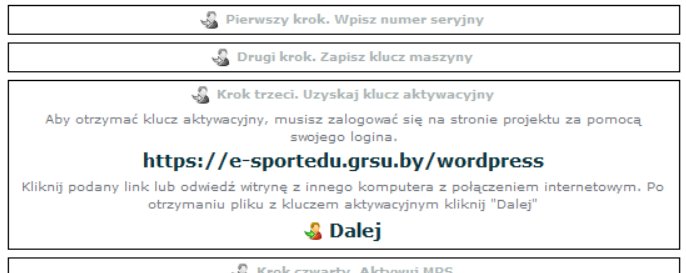 Pierwszy krok. Wpisz numer seryjny
Drugi krok. Zapisz klucz maszyny
Krok trzeci. Uzyskaj klucz aktywacyjny
Aby otrzymać klucz aktywacyjny, musisz zalogować się na stronie projektu za pomocą
swojego logina.
https://e-sportedu.grsu.by/wordpress
Kliknij podany link lub odwiedź witrynę z innego komputera z połączeniem internetowym. Po
otrzymaniu pliku z kluczem aktywacyjnym kliknij "Dalej"
Dalej
Krok czwarty. Aktywuj MPS